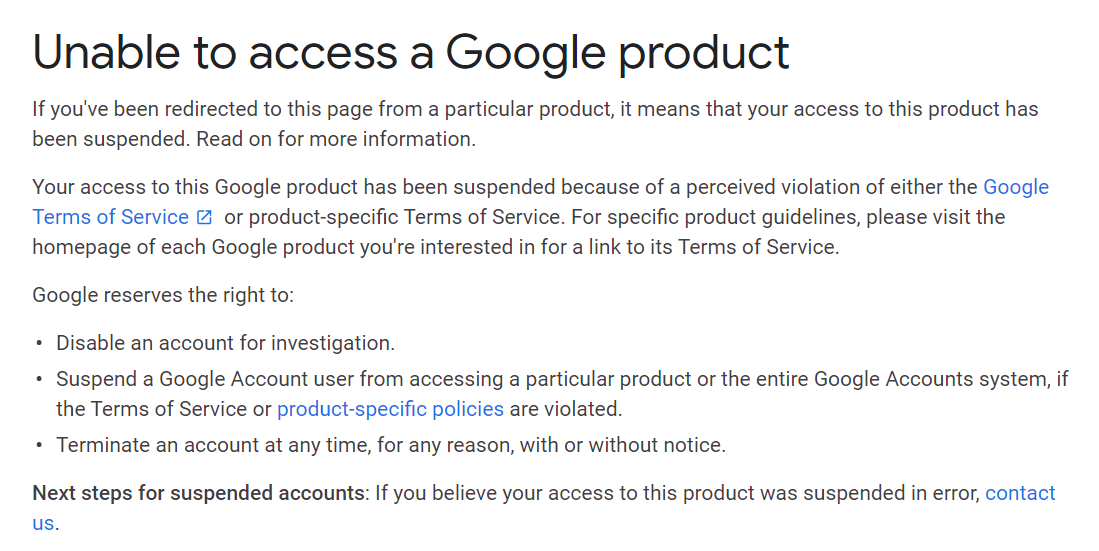 Unable to access a Google product
If you've been redirected to this page from a particular product, it means that your access to this product has
been suspended. Read on for more information.
Your access to this Google product has been suspended because of a perceived violation of either the Google
Terms of Service or product-specific Terms of Service. For specific product guidelines, please visit the
homepage of each Google product you're interested in for a link to its Terms of Service.
Google reserves the right to:
• Disable an account for investigation.
• Suspend a Google Account user from accessing a particular product or the entire Google Accounts system, if
the Terms of Service or product-specific policies are violated.
• Terminate an account at any time, for any reason, with or without notice.
Next steps for suspended accounts: If you believe your access to this product was suspended in error, contact
us.